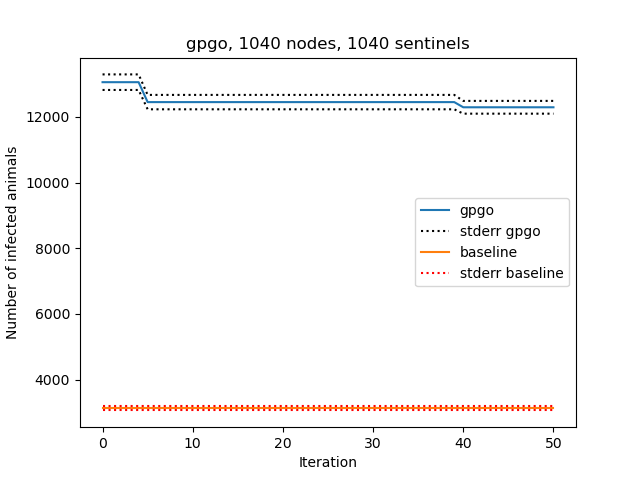 gpgo, 1040 nodes, 1040 sentinels
Number of infected animals
12000
10000
8000
6000
4000
gpgo
stderr gpgo
baseline
stderr baseline
0 10 20 30 40 50
Iteration